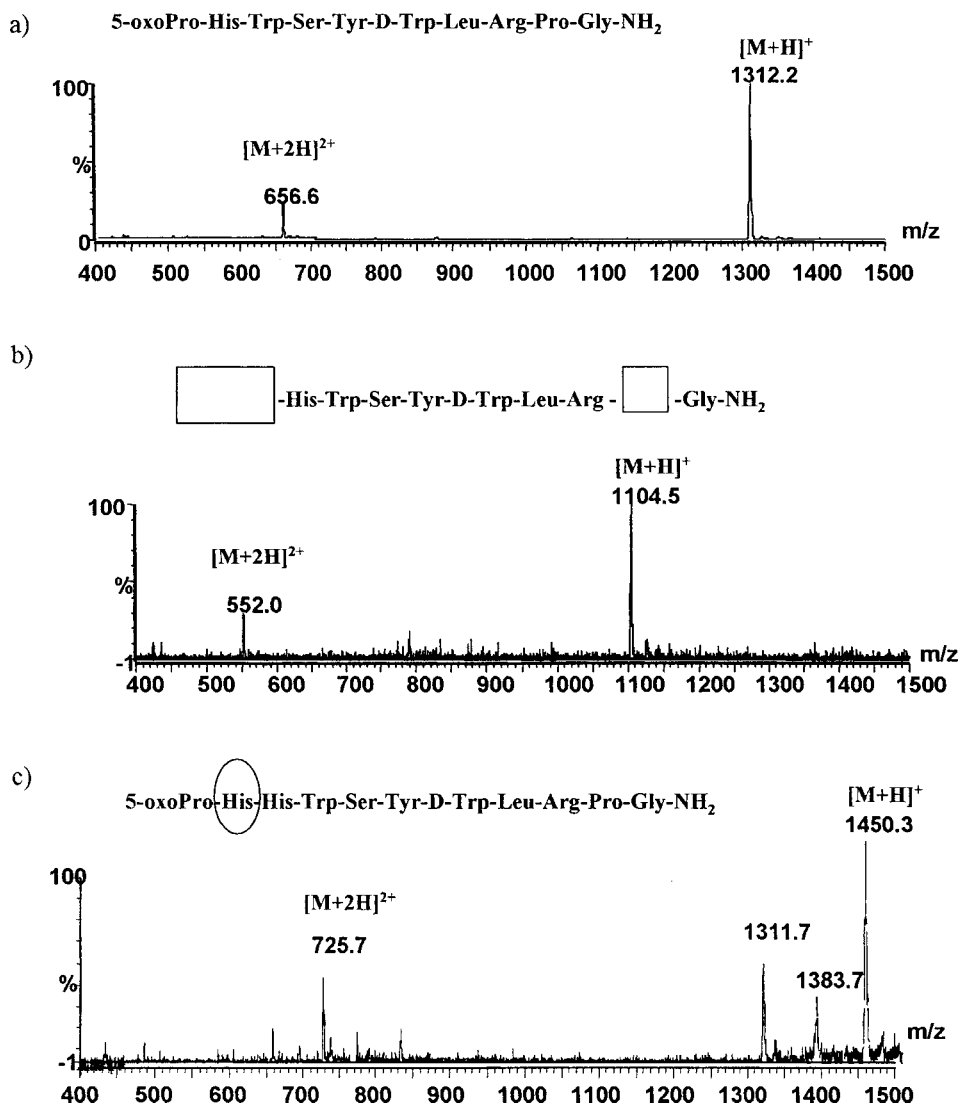 a) 5-oxoPro-His-Trp-Ser-Tyr-D-Trp-Leu-Arg-Pro-Gly-NH2
[M+H]+
1312.2
100
[M+2H]2+
%
656.6
0
m/z
400 500 600 700 800 900 1000 1100 1200 1300 1400 1500
b)
-His-Trp-Ser-Tyr-D-Trp-Leu-Arg - -Gly-NH2
[M+H]+
1104.5
100
[M+2H]2+
%
552.0
-1
m/z
400 500 600 700 800 900 1000 1100 1200 1300 1400 1500
c)
5-oxoPro-His-His-Trp-Ser-Tyr-D-Trp-Leu-Arg-Pro-Gly-NH2
[M+H]+
1450.3
100
[M+2H]2+
725.7
1311.7
1383.7
%
m/z
-1
400 500 600 700 800 900 1000 1100 1200 1300 1400 1500